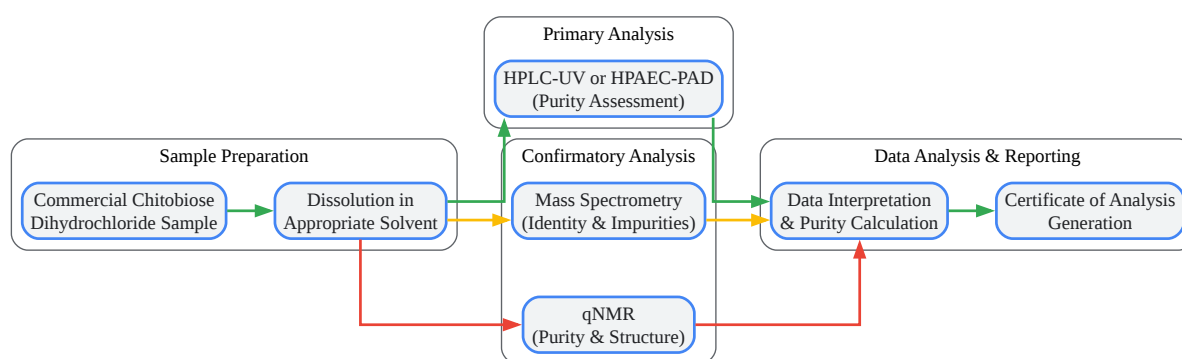 Primary Analysis
HPLC-UV or HPAEC-PAD
(Purity Assessment)
Sample Preparation
Commercial Chitobiose
Dihydrochloride Sample
Dissolution in
Appropriate Solvent
Confirmatory Analysis
Mass Spectrometry
(Identity & Impurities)
qNMR
(Purity & Structure)
Data Analysis & Reporting
Data Interpretation
& Purity Calculation
Certificate of Analysis
Generation